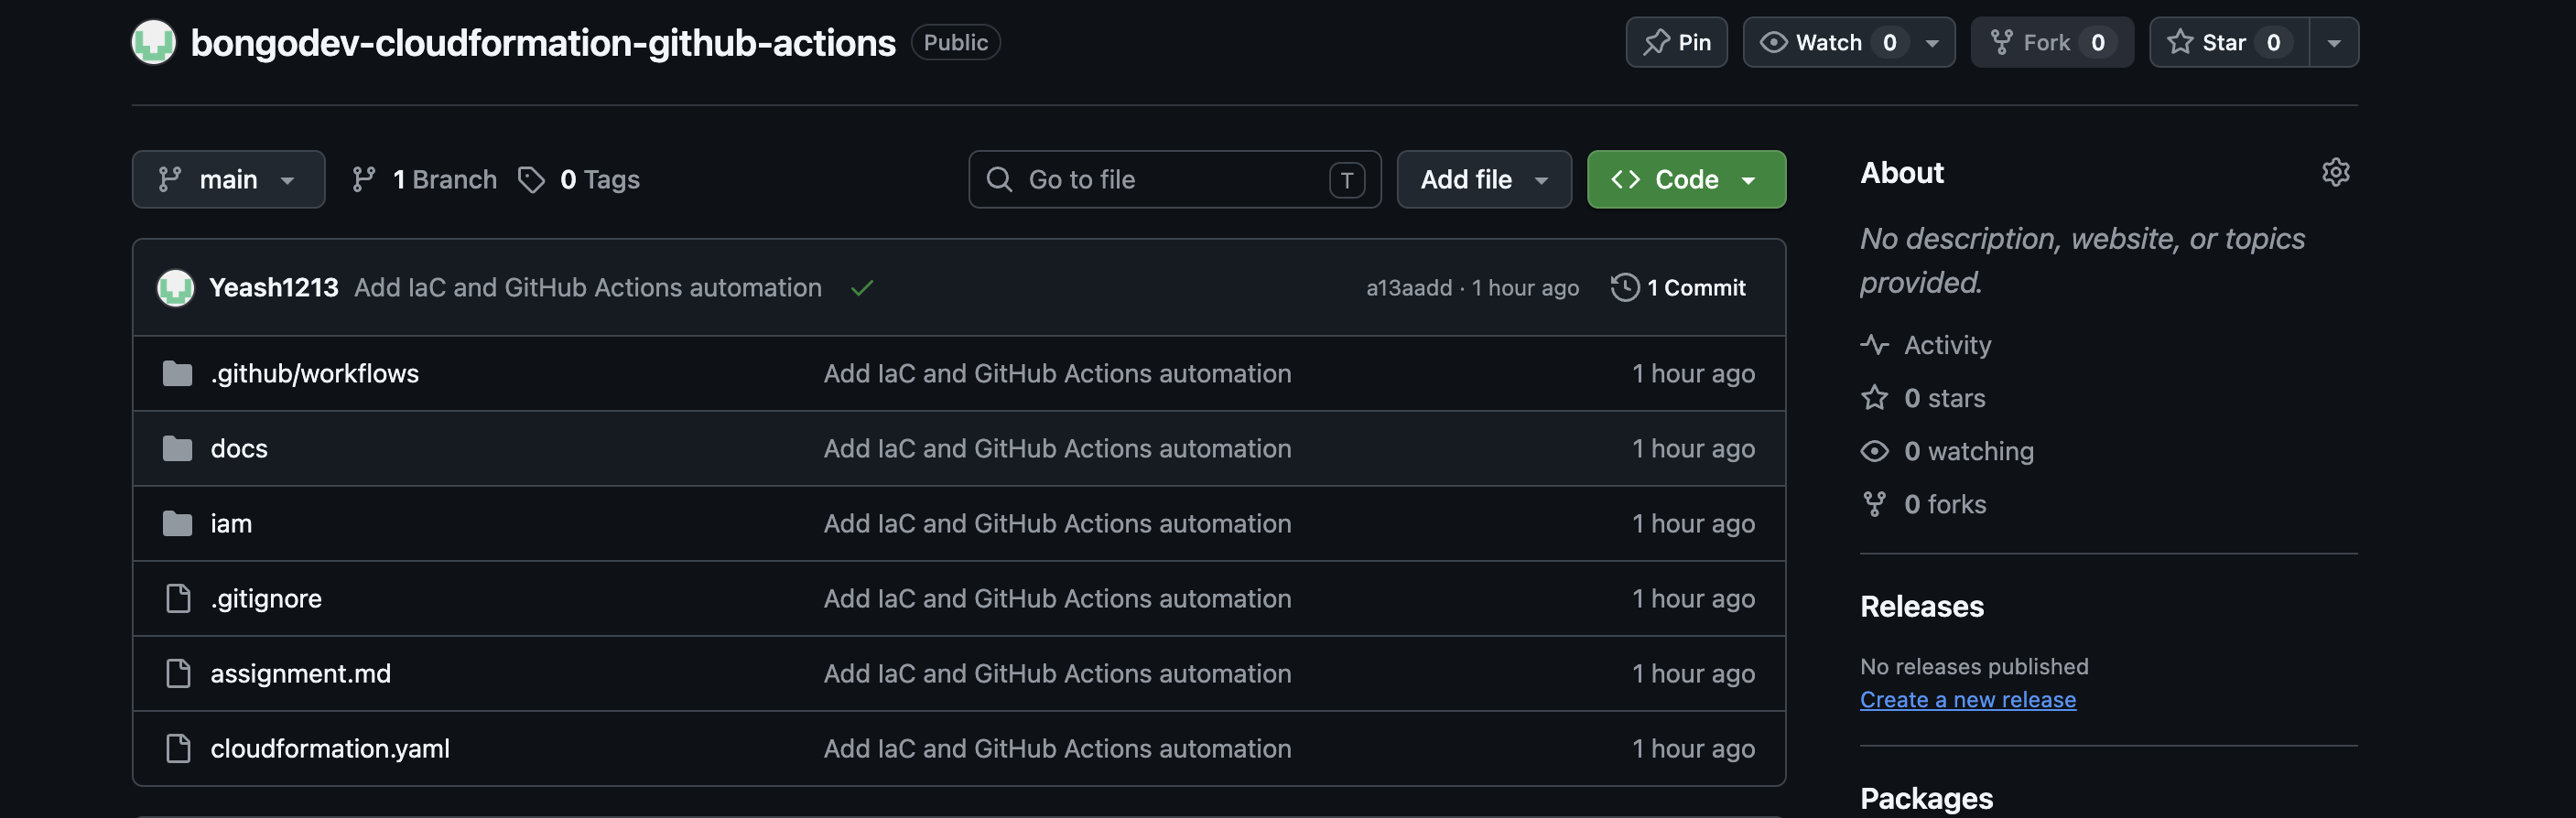 bongodev-cloudformation-github-actions Public Pin Watch 0 Fork 0 Star 0
main 1 Branch 0 Tags Go to file T Add file Code
Yeash1213 Add IaC and GitHub Actions automation a13aadd · 1 hour ago 1 Commit
.github/workflows Add IaC and GitHub Actions automation 1 hour ago
docs Add IaC and GitHub Actions automation 1 hour ago
iam Add IaC and GitHub Actions automation 1 hour ago
.gitignore Add IaC and GitHub Actions automation 1 hour ago
assignment.md Add IaC and GitHub Actions automation 1 hour ago
cloudformation.yaml Add IaC and GitHub Actions automation 1 hour ago
About
No description, website, or topics
provided.
Activity
0 stars
0 watching
0 forks
Releases
No releases published
Create a new release
Packages